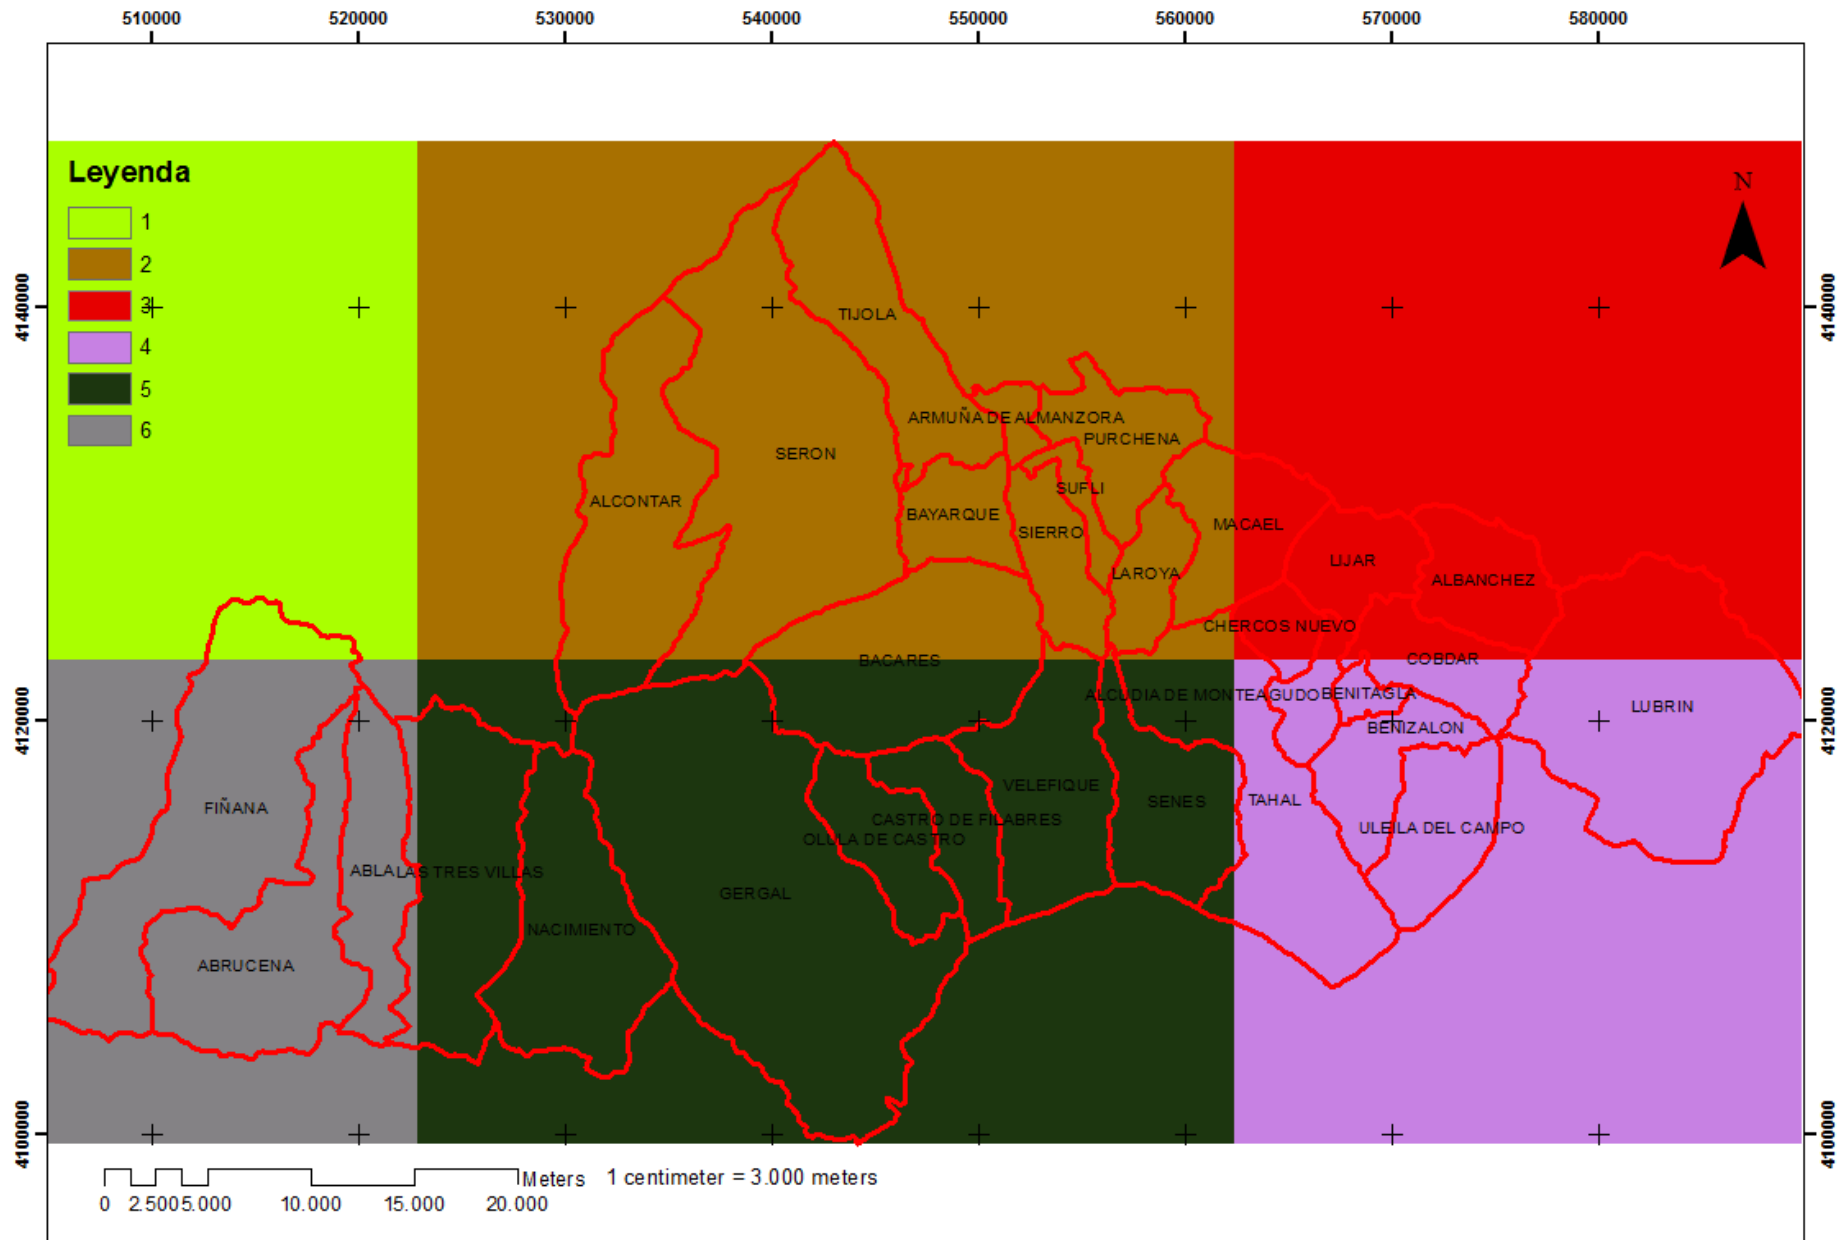 510000 520000 530000 540000 550000 560000 570000 580000
Leyenda
1
2
3
4
5
6
N
4140000 4140000
4120000 4120000
4100000 4100000
TIJOLA
ARMUÑA DE ALMANZORA
PURCHENA
SERON
SUFLI
ALCONTAR
BAYARQUE
MACAEL
SIERRO
LIJAR
LAROYA
ALBANCHEZ
CHERCOS NUEVO
BACARES
COBDAR
ALCUDIA DE MONTEAGUDO
BENITAGLA
LUBRIN
BENIZALON
VELEFIQUE
SENES
TAHAL
FIÑANA
CASTRO DE FILABRES
ULEILA DEL CAMPO
OLULA DE CASTRO
ABLA
LAS TRES VILLAS
GERGAL
NACIMIENTO
ABRUCENA
Meters 1 centimeter = 3.000 meters
0 2.500 5.000 10.000 15.000 20.000